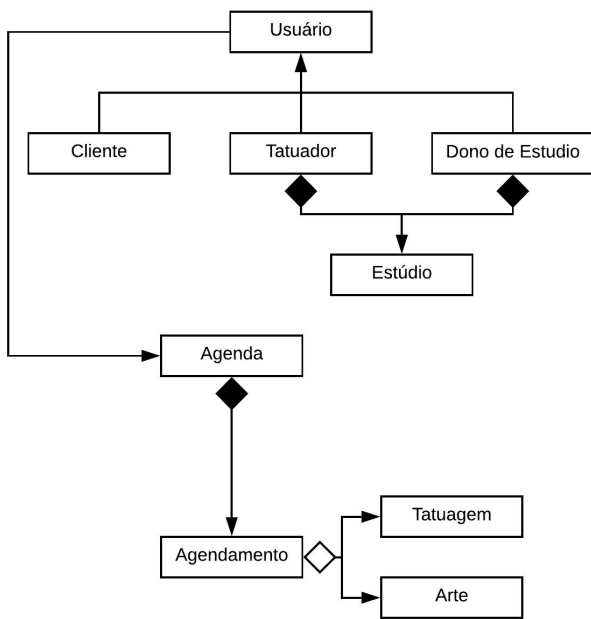 Usuário
Cliente
Tatuador
Dono de Estudio
Estúdio
Agenda
Tatuagem
Agendamento
Arte